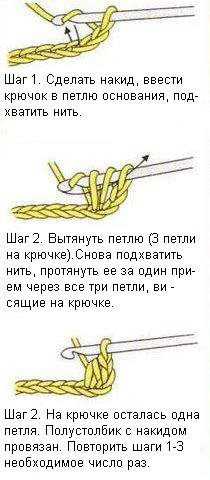 Шаг 1. Сделать накид, ввести
крючок в петлю основания, под-
хватить нить.
Шаг 2. Вытянуть петлю (3 петли
на крючке).Снова подхватить
нить, протянуть ее за один при-
ем через все три петли, ви -
сящие на крючке.
Шаг 2. На крючке осталась одна
петля. Полустолбик с накидом
провязан. Повторить шаги 1-3
необходимое число раз.